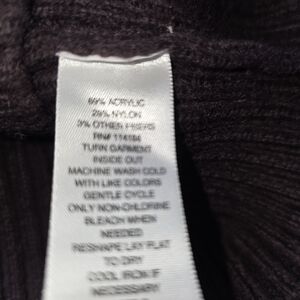 69% ACRYLIC
28% NYLON
3% OTHER FIBERS
RN# 114184
TURN GARMENT
INSIDE OUT
MACHINE WASH COLD
WITH LIKE COLORS
GENTLE CYCLE
ONLY NON-CHLORINE
BLEACH WHEN
NEEDED
RESHAPE LAY FLAT
TO DRY
COOL IRON IF
NECESSARY